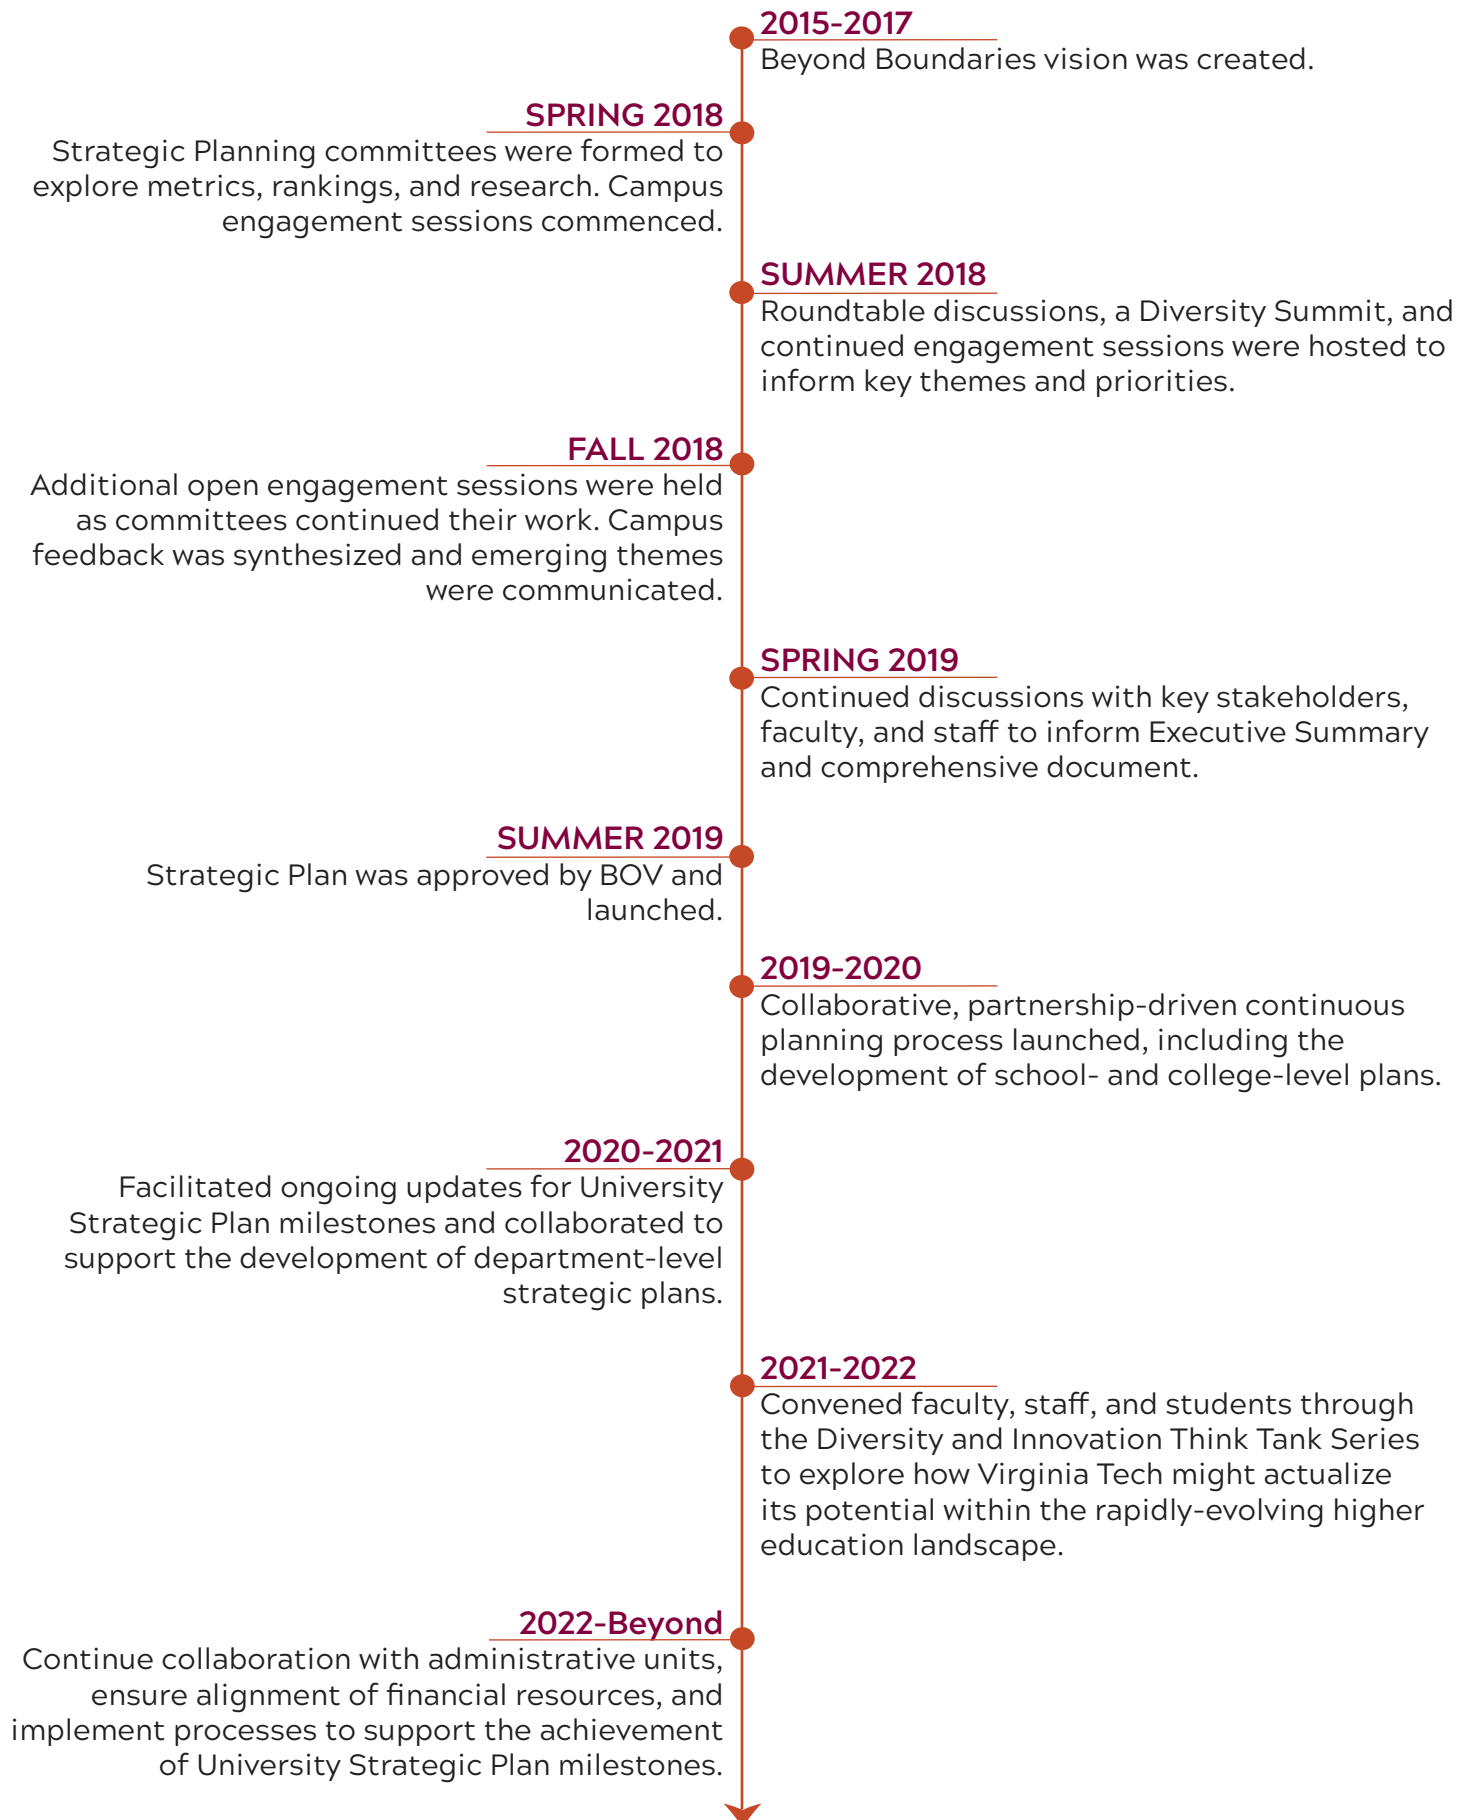 2015-2017
Beyond Boundaries vision was created.
SPRING 2018
Strategic Planning committees were formed to
explore metrics, rankings, and research. Campus
engagement sessions commenced.
SUMMER 2018
Roundtable discussions, a Diversity Summit, and
continued engagement sessions were hosted to
inform key themes and priorities.
FALL 2018
Additional open engagement sessions were held
as committees continued their work. Campus
feedback was synthesized and emerging themes
were communicated.
SPRING 2019
Continued discussions with key stakeholders,
faculty, and staff to inform Executive Summary
and comprehensive document.
SUMMER 2019
Strategic Plan was approved by BOV and
launched.
2019-2020
Collaborative, partnership-driven continuous
planning process launched, including the
development of school- and college-level plans.
2020-2021
Facilitated ongoing updates for University
Strategic Plan milestones and collaborated to
support the development of department-level
strategic plans.
2021-2022
Convened faculty, staff, and students through
the Diversity and Innovation Think Tank Series
to explore how Virginia Tech might actualize
its potential within the rapidly-evolving higher
education landscape.
2022-Beyond
Continue collaboration with administrative units,
ensure alignment of financial resources, and
implement processes to support the achievement
of University Strategic Plan milestones.